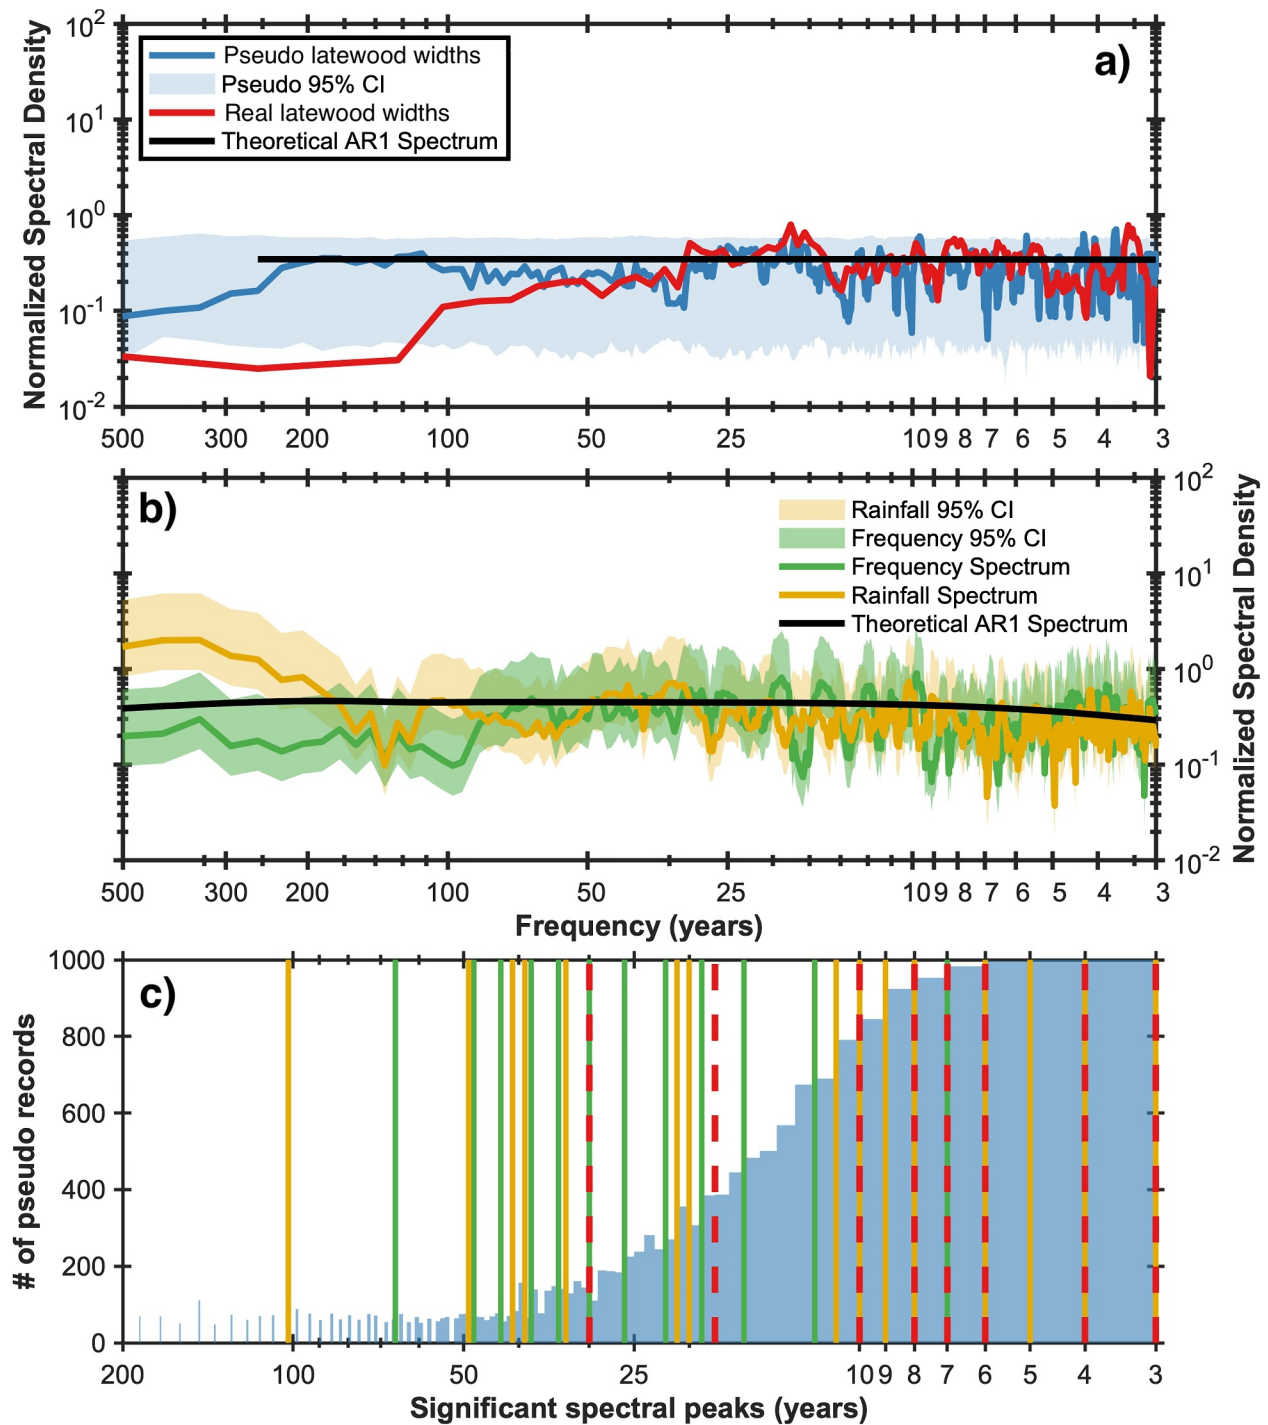 a)
Pseudo latewood widths
Pseudo 95% CI
Real latewood widths
Theoretical AR1 Spectrum
Normalized Spectral Density
10^2
10^1
10^0
10^-1
10^-2
500 300 200 100 50 25 10 9 8 7 6 5 4 3
b)
Rainfall 95% CI
Frequency 95% CI
Frequency Spectrum
Rainfall Spectrum
Theoretical AR1 Spectrum
10^2
10^1
10^0
10^-1
10^-2
Normalized Spectral Density
500 300 200 100 50 25 10 9 8 7 6 5 4 3
Frequency (years)
c)
# of pseudo records
1000
800
600
400
200
0
200 100 50 25 10 9 8 7 6 5 4 3
Significant spectral peaks (years)